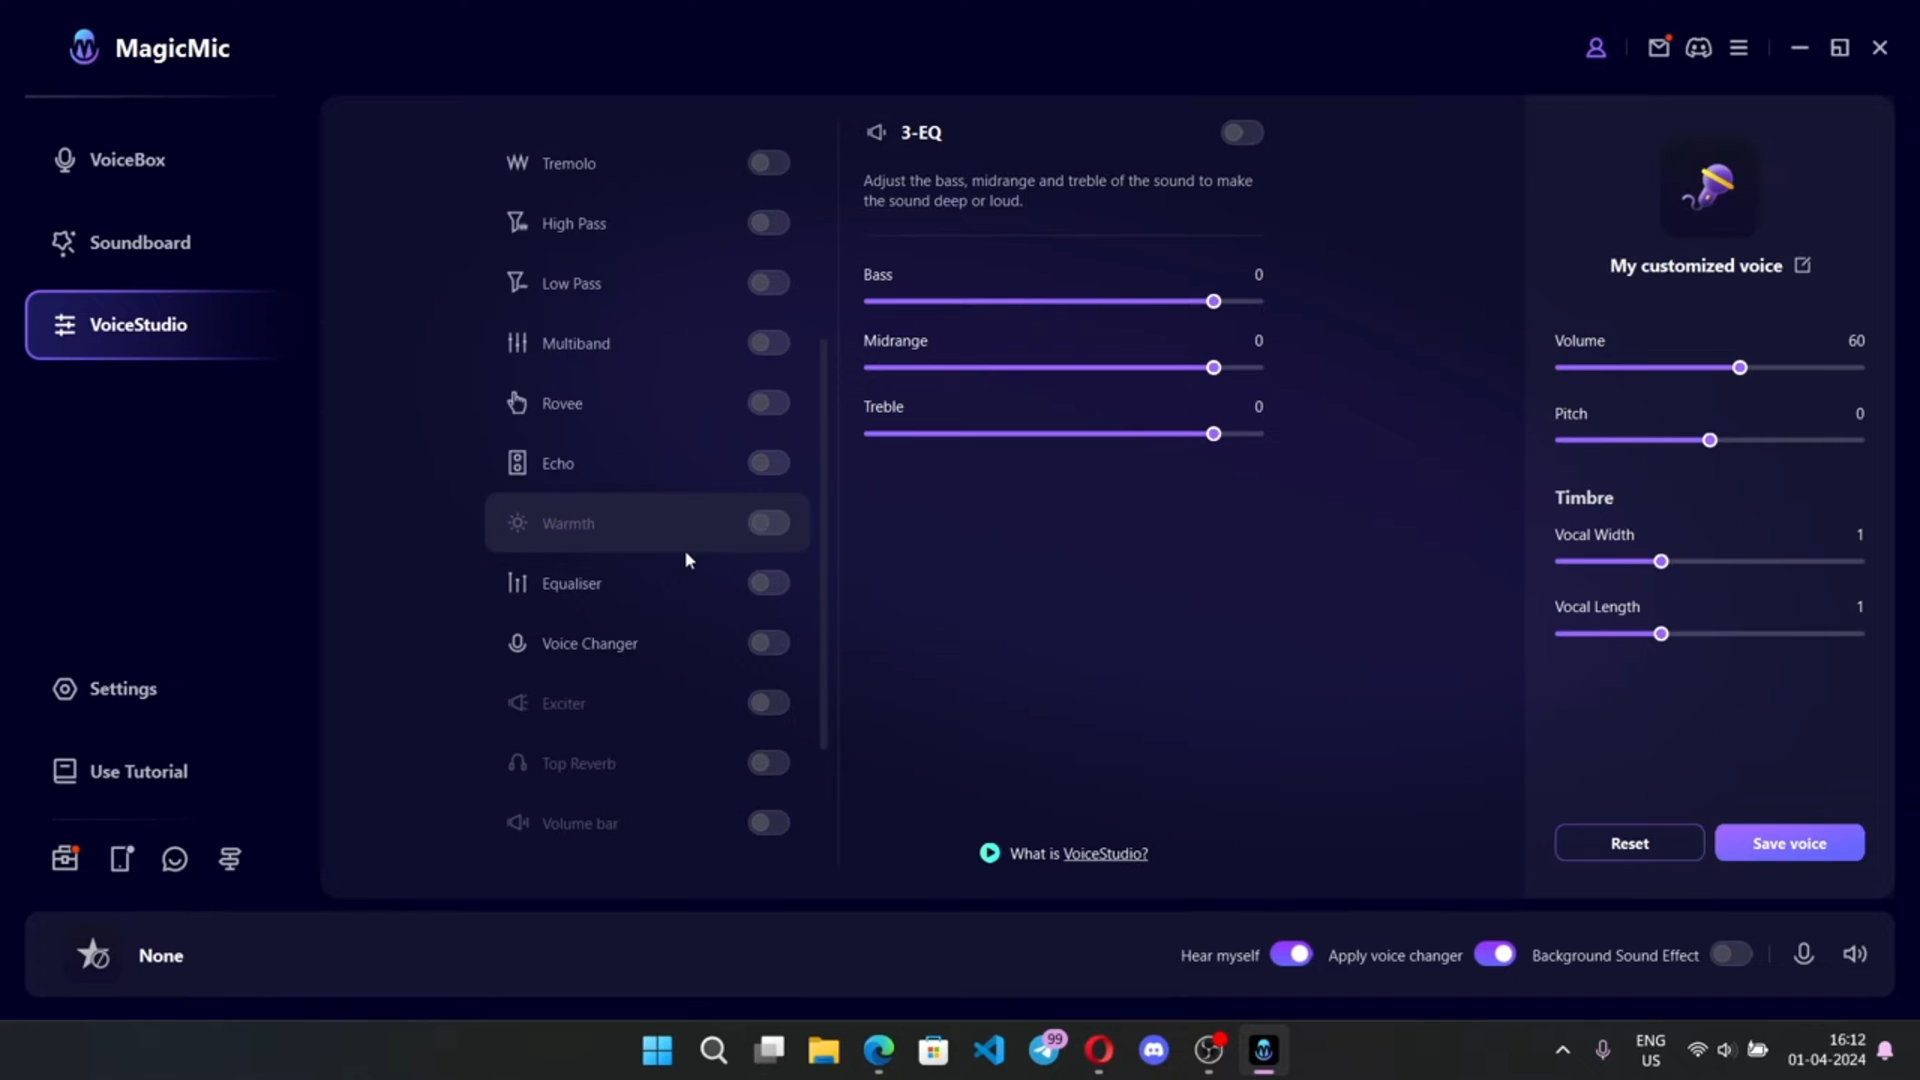 MagicMic
VoiceBox
Soundboard
VoiceStudio
Settings
Use Tutorial
Tremolo
High Pass
Low Pass
Multiband
Rovee
Echo
Warmth
Equaliser
Voice Changer
Exciter
Top Reverb
Volume bar
3-EQ
Adjust the bass, midrange and treble of the sound to make
the sound deep or loud.
Bass 0
Midrange 0
Treble 0
What is VoiceStudio?
My customized voice
Volume 60
Pitch 0
Timbre
Vocal Width 1
Vocal Length 1
Reset Save voice
None
Hear myself Apply voice changer Background Sound Effect
99
ENG
US
16:12
01-04-2024